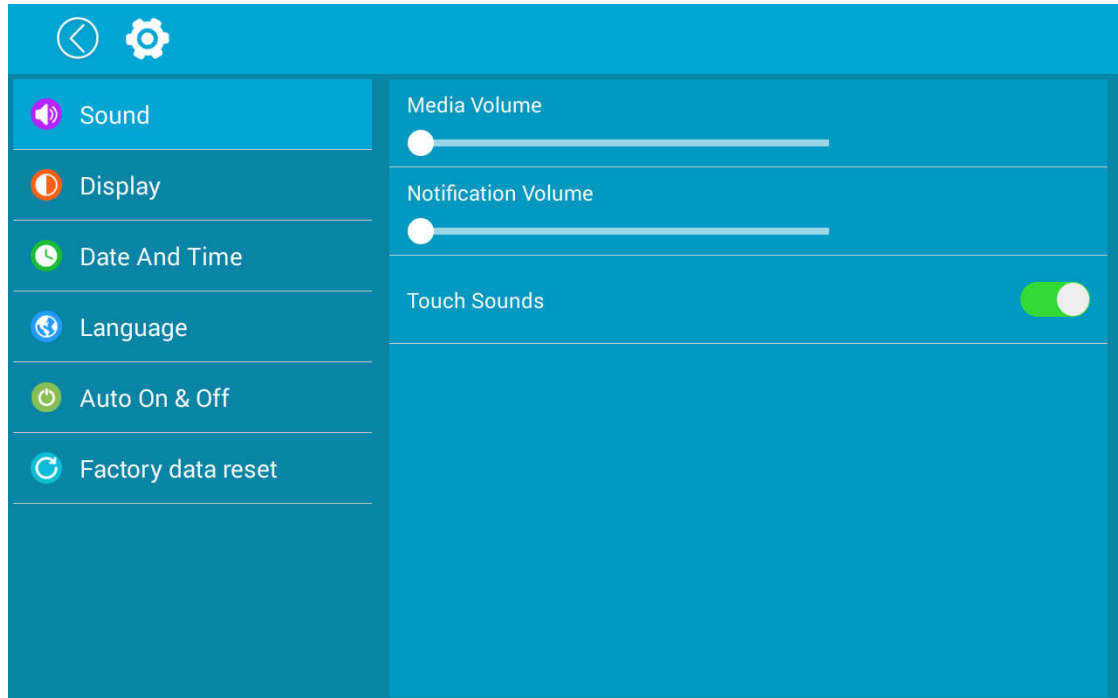 Sound
Display
Date And Time
Language
Auto On & Off
Factory data reset
Media Volume
Notification Volume
Touch Sounds